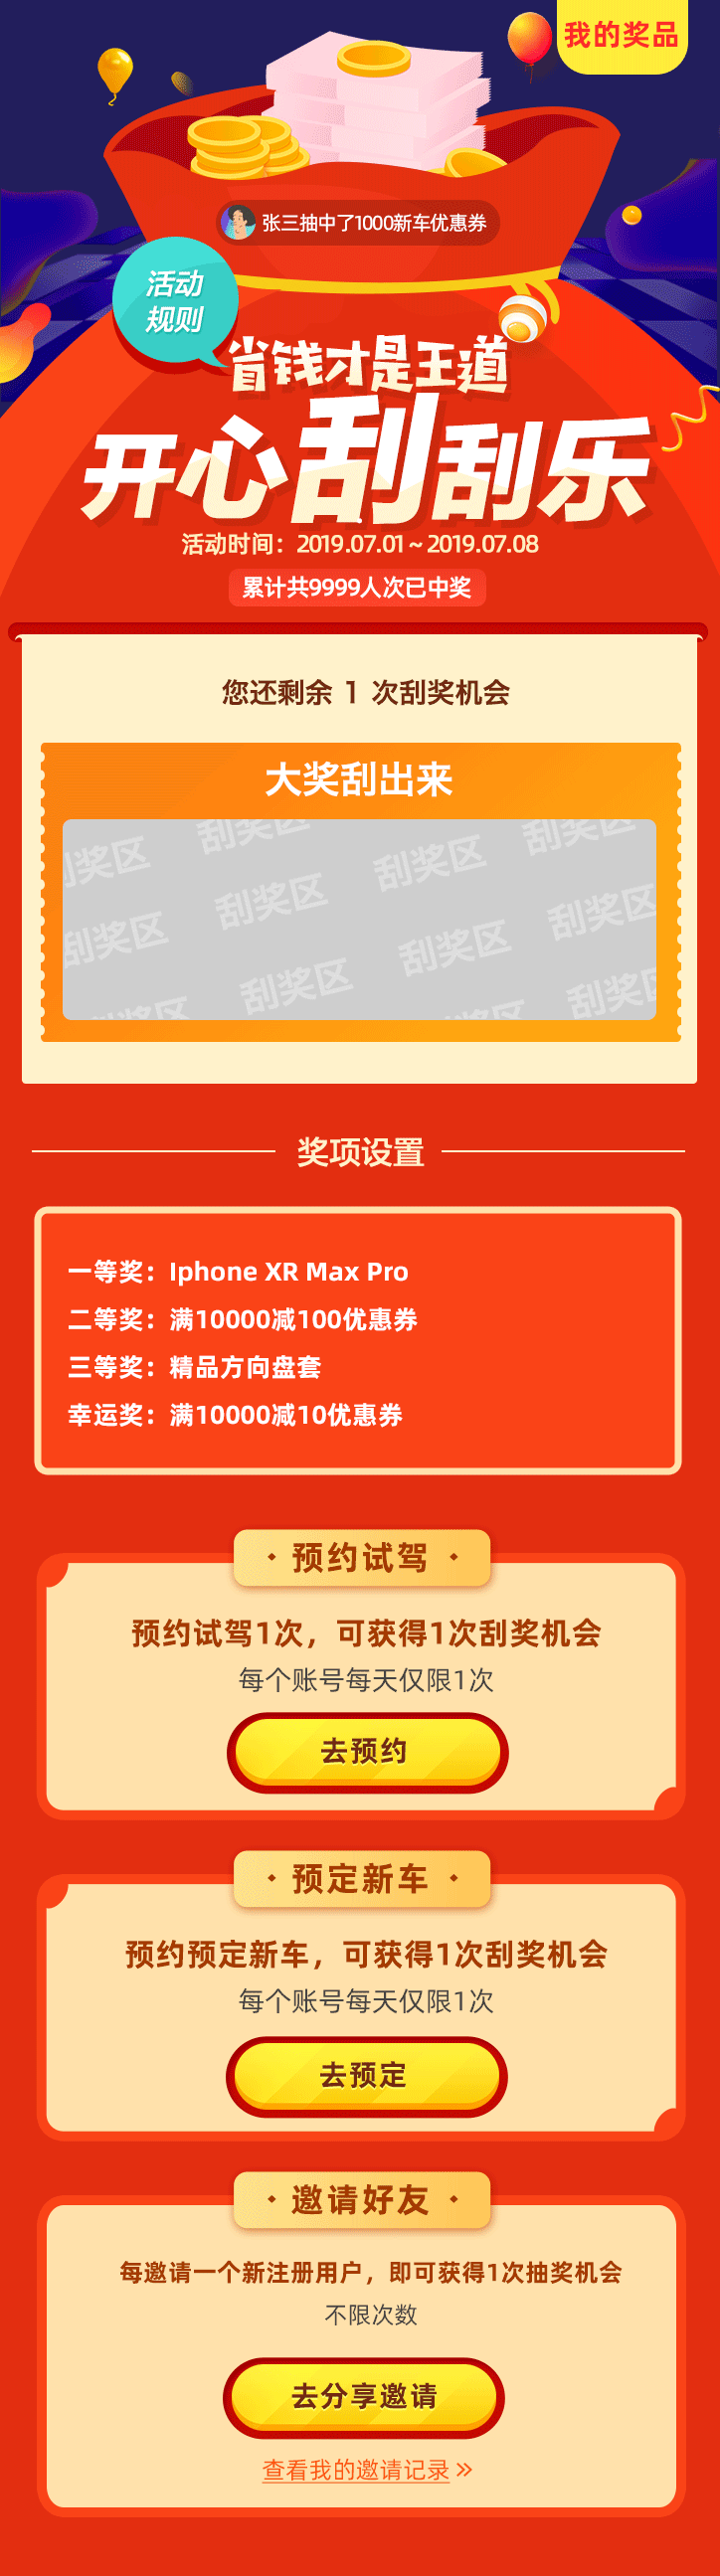 我的奖品
张三抽中了1000新车优惠券
活动
规则
省钱才是王道
开心刮刮乐
活动时间：2019.07.01～2019.07.08
累计共9999人次已中奖
您还剩余 1 次刮奖机会
大奖刮出来
刮奖区 刮奖区 刮奖区 刮奖区
刮奖区 刮奖区 刮奖区 刮奖区
刮奖区 刮奖区 刮奖区 刮奖区
奖项设置
一等奖：Iphone XR Max Pro
二等奖：满10000减100优惠券
三等奖：精品方向盘套
幸运奖：满10000减10优惠券
· 预约试驾 ·
预约试驾1次，可获得1次刮奖机会
每个账号每天仅限1次
去预约
· 预定新车 ·
预约预定新车，可获得1次刮奖机会
每个账号每天仅限1次
去预定
· 邀请好友 ·
每邀请一个新注册用户，即可获得1次抽奖机会
不限次数
去分享邀请
查看我的邀请记录 »